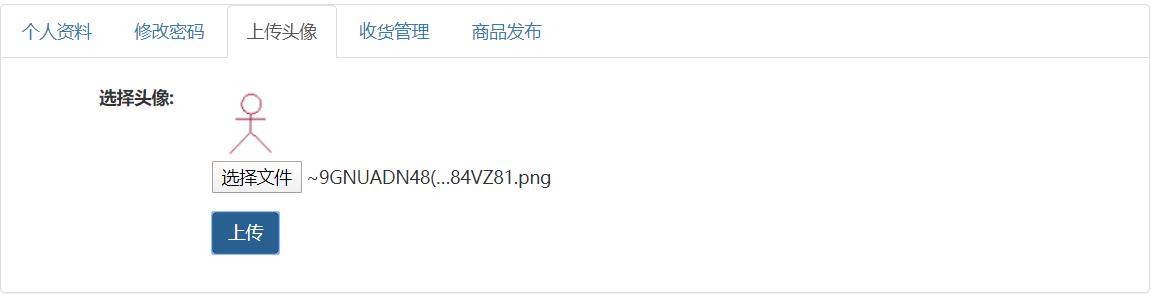 个人资料 修改密码 上传头像 收货管理 商品发布
选择头像:
选择文件 ~9GNUADN48(...84VZ81.png
上传